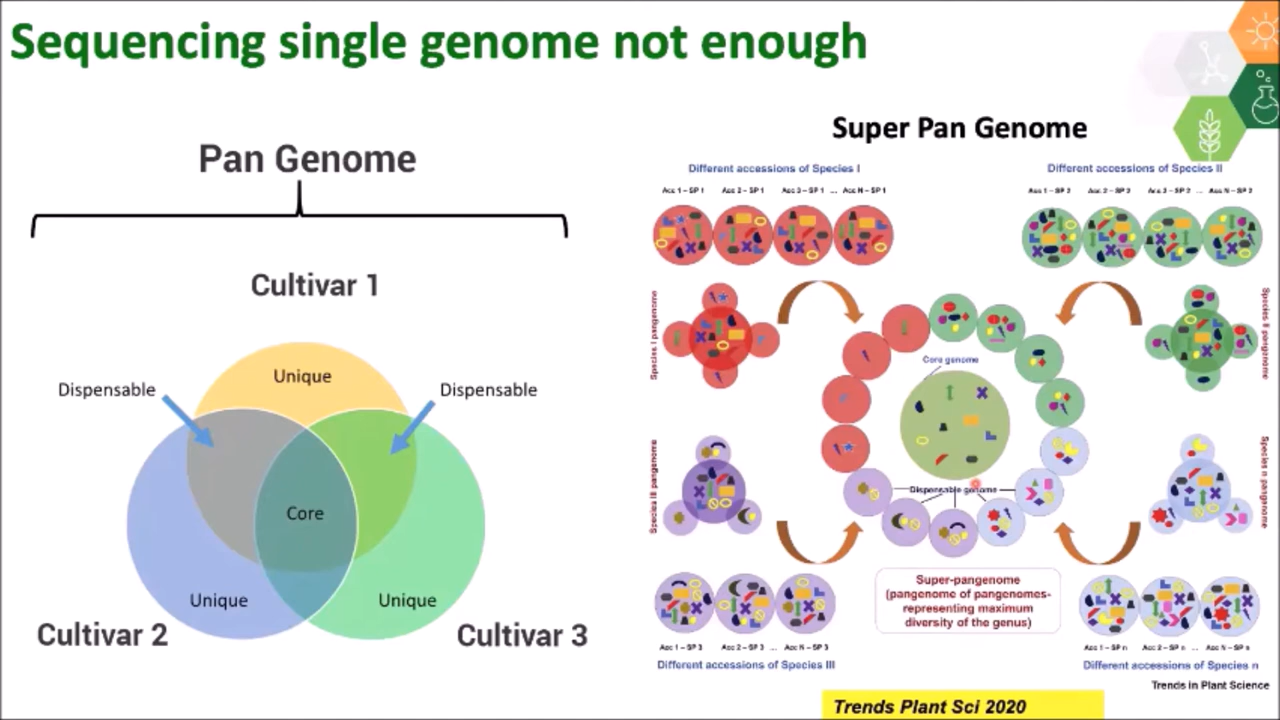 Sequencing single genome not enough
Pan Genome
Cultivar 1
Unique
Dispensable
Dispensable
Core
Unique
Unique
Cultivar 2
Cultivar 3
Super Pan Genome
Different accessions of Species I
Acc 1 – SP 1 Acc 2 – SP 1 Acc 3 – SP 1 ... Acc N – SP 1
Different accessions of Species II
Acc 1 – SP 2 Acc 2 – SP 2 Acc 3 – SP 2 ... Acc N – SP 2
Species I pangenome
Species II pangenome
Core genome
Dispensable genome
Species III pangenome
Species n pangenome
Super-pangenome
(pangenome of pangenomes-
representing maximum
diversity of the genus)
Acc 1 – SP 3 Acc 2 – SP 3 ... Acc N – SP 3
Different accessions of Species III
Acc 1 – SP n Acc 2 – SP n ... Acc N – SP n
Different accessions of Species n
Trends in Plant Science
Trends Plant Sci 2020